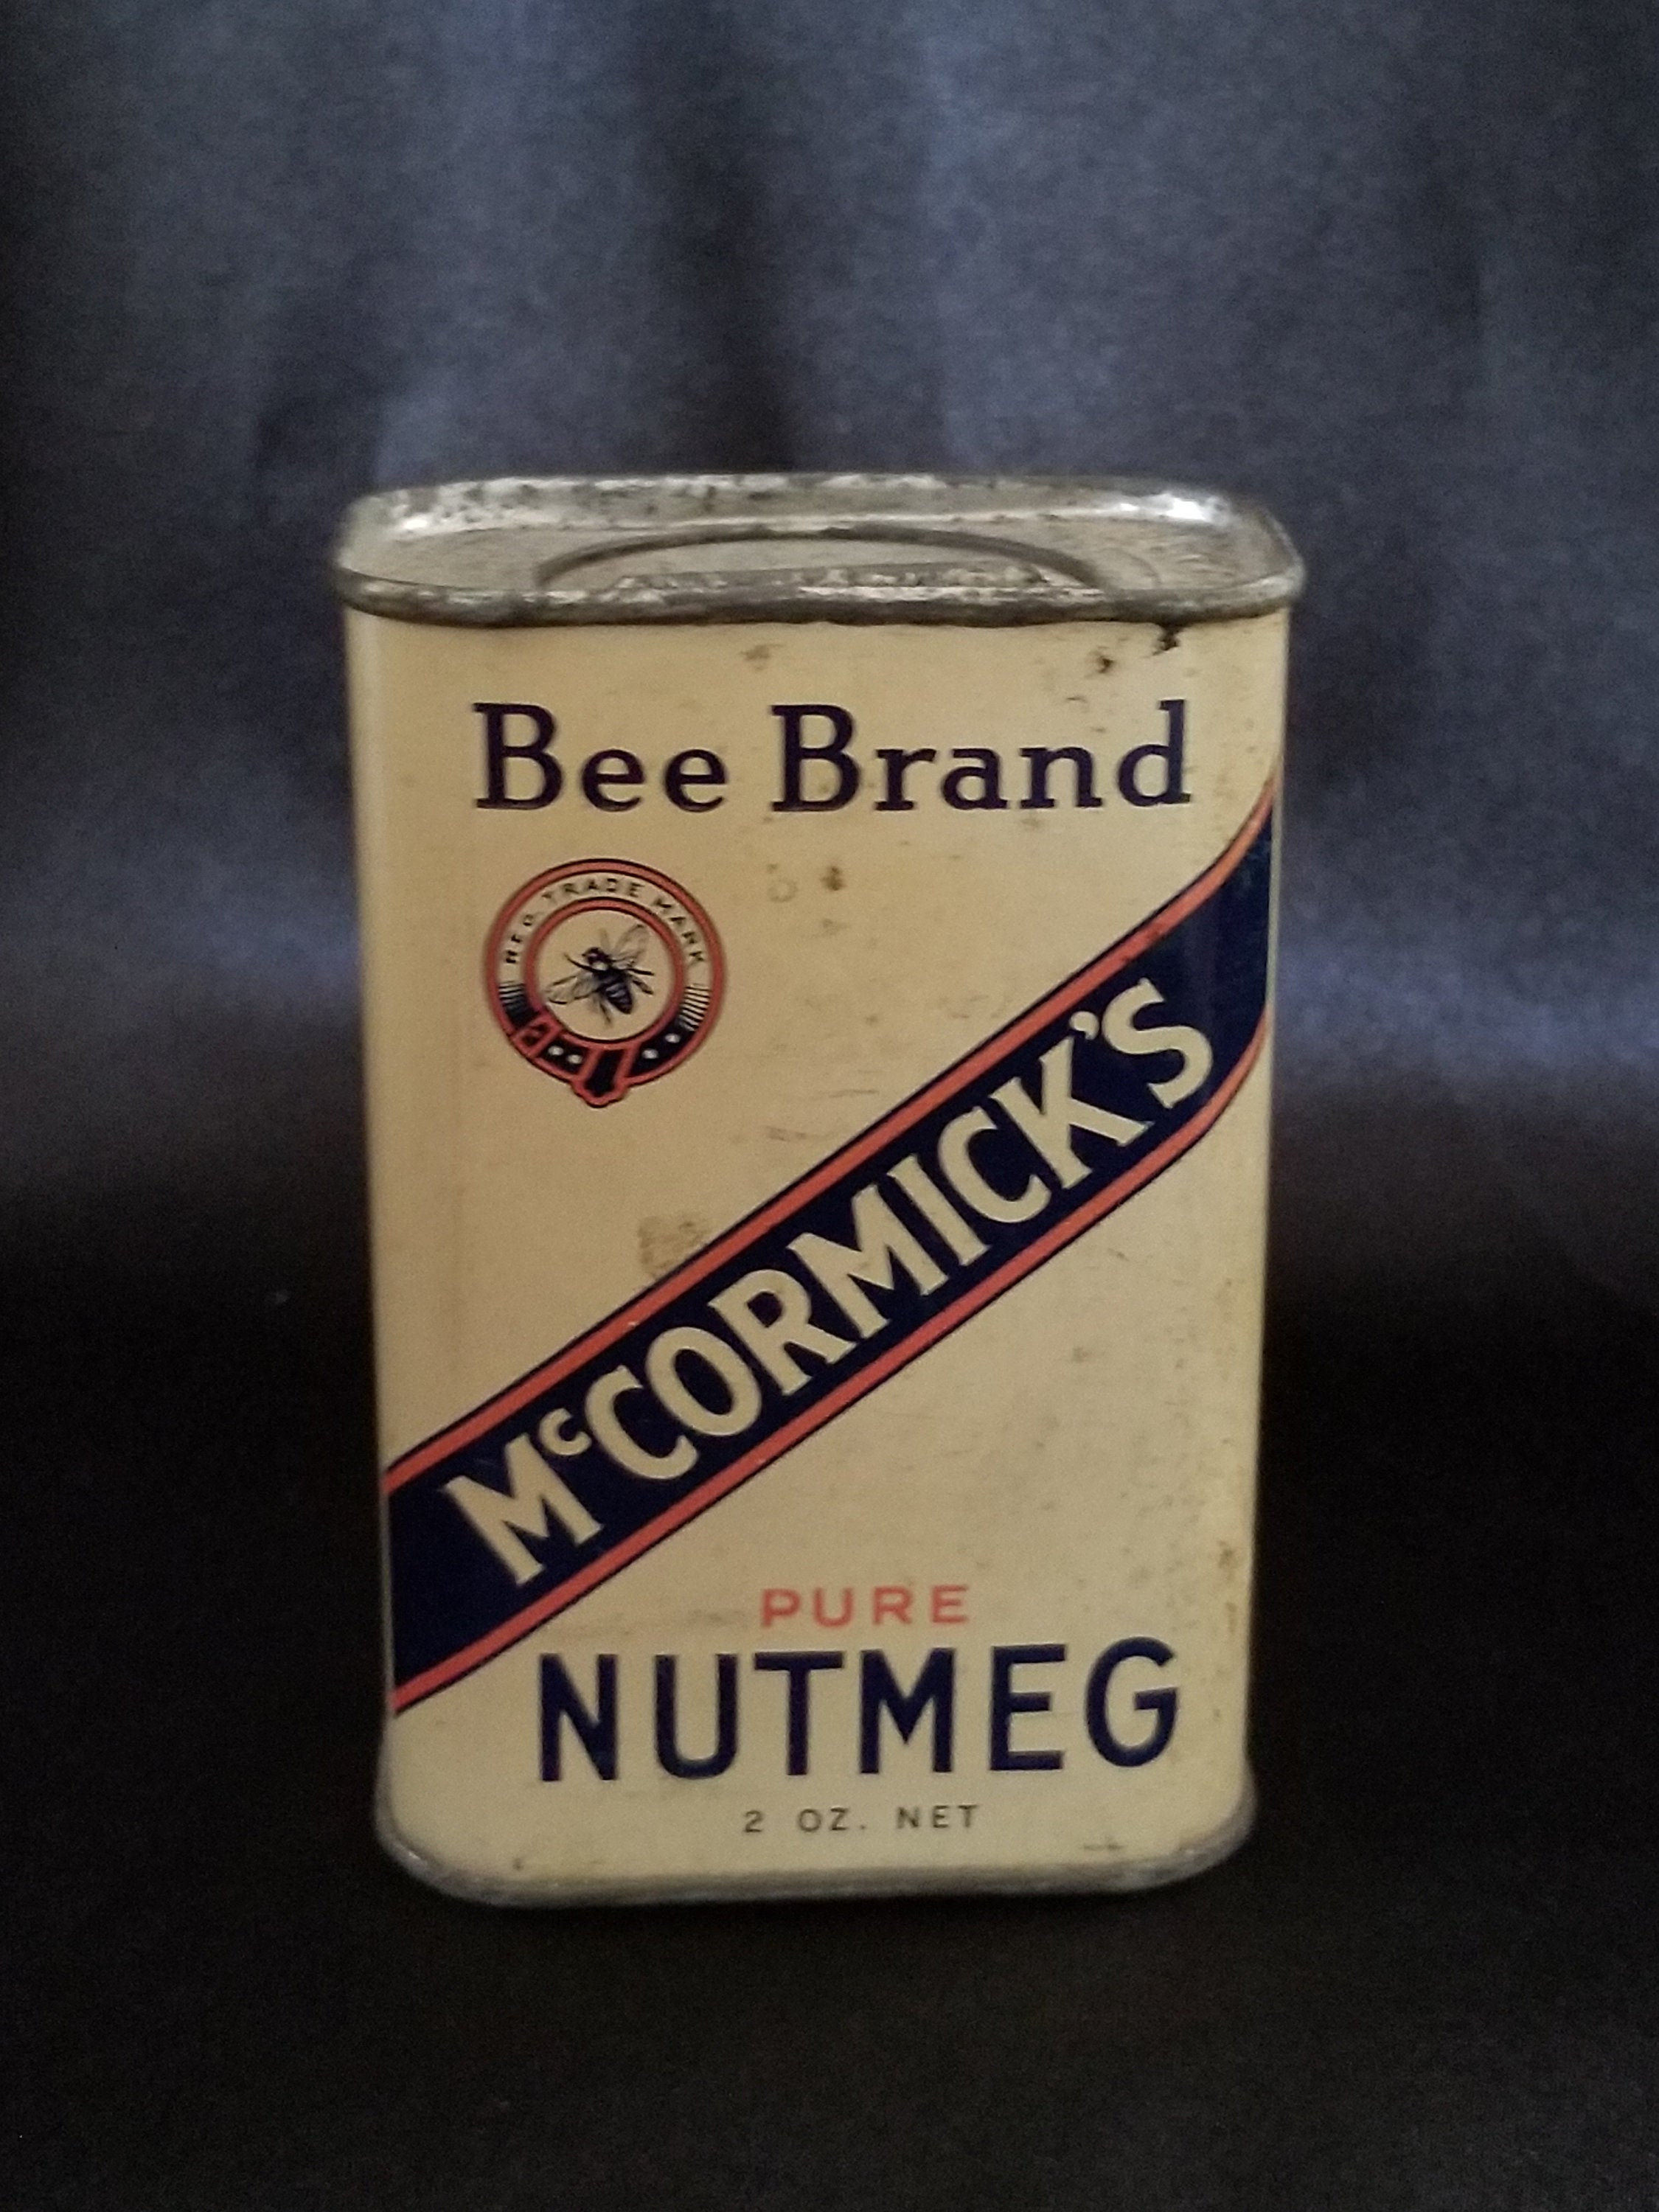 Bee Brand
REG. TRADE MARK
McCORMICK'S
PURE
NUTMEG
2 OZ. NET